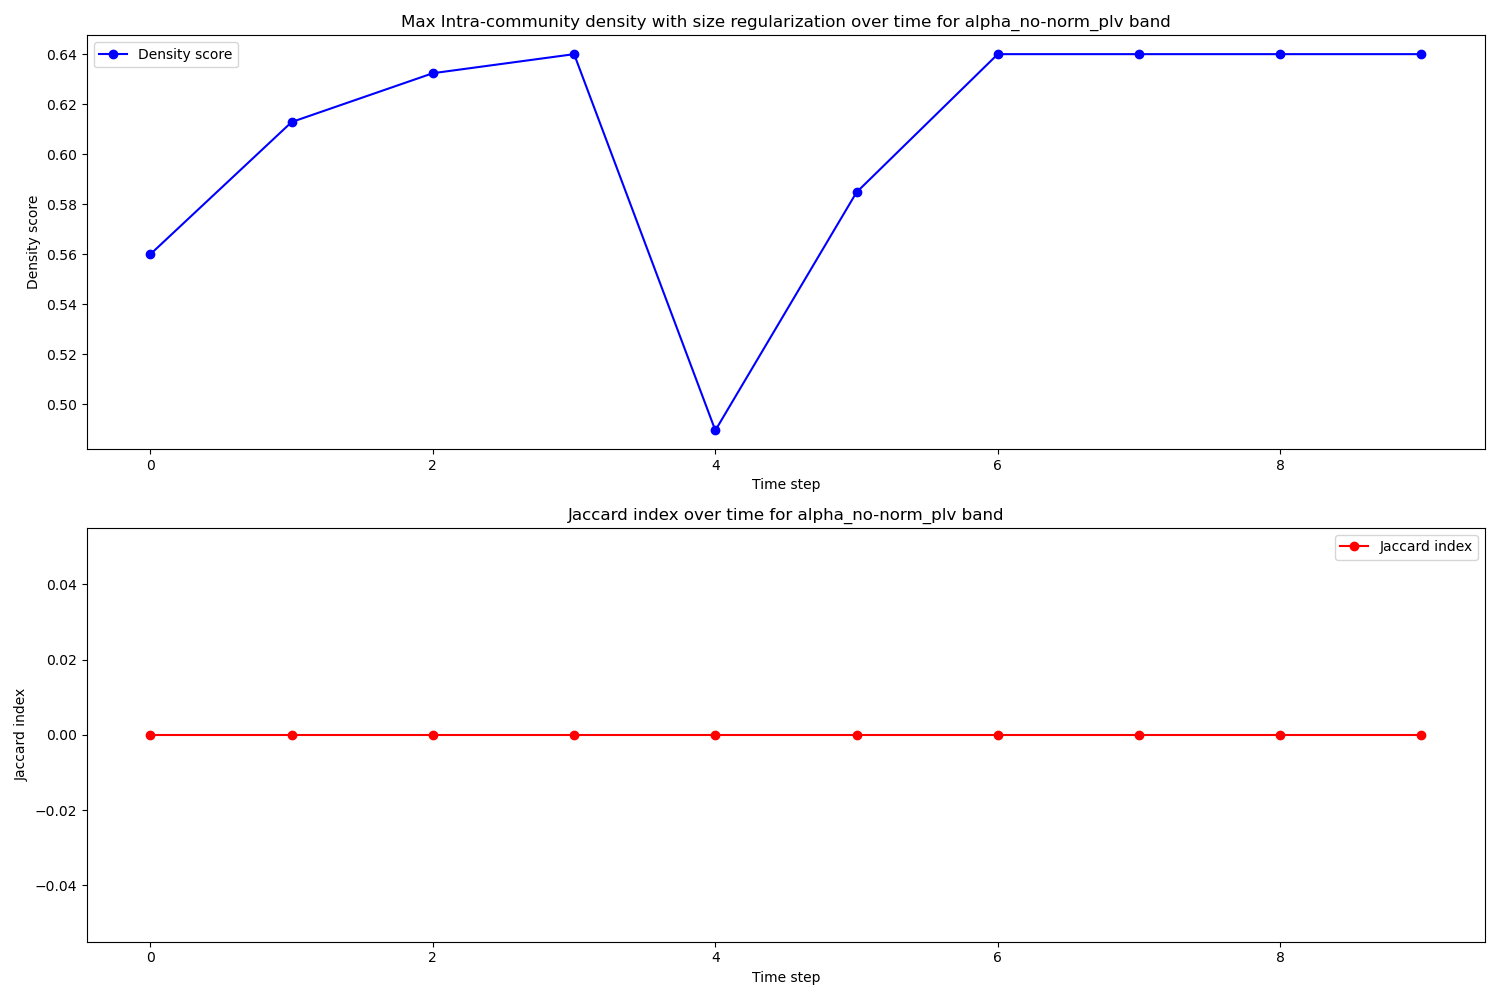 Max Intra-community density with size regularization over time for alpha_no-norm_plv band
Density score
0.64
0.62
0.60
0.58
0.56
0.54
0.52
0.50
Density score
0 2 4 6 8
Time step
Jaccard index over time for alpha_no-norm_plv band
Jaccard index
0.04
0.02
0.00
−0.02
−0.04
Jaccard index
0 2 4 6 8
Time step